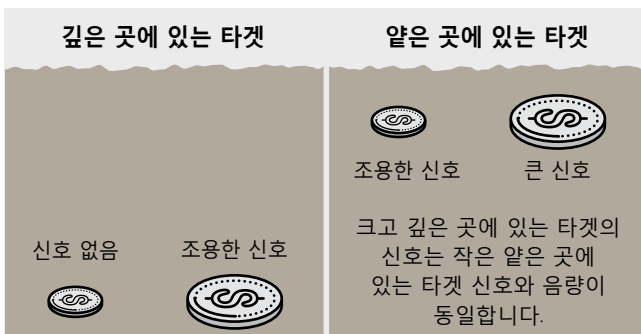 깊은 곳에 있는 타겟
신호 없음
조용한 신호
얕은 곳에 있는 타겟
조용한 신호
큰 신호
크고 깊은 곳에 있는 타겟의
신호는 작은 얕은 곳에
있는 타겟 신호와 음량이
동일합니다.